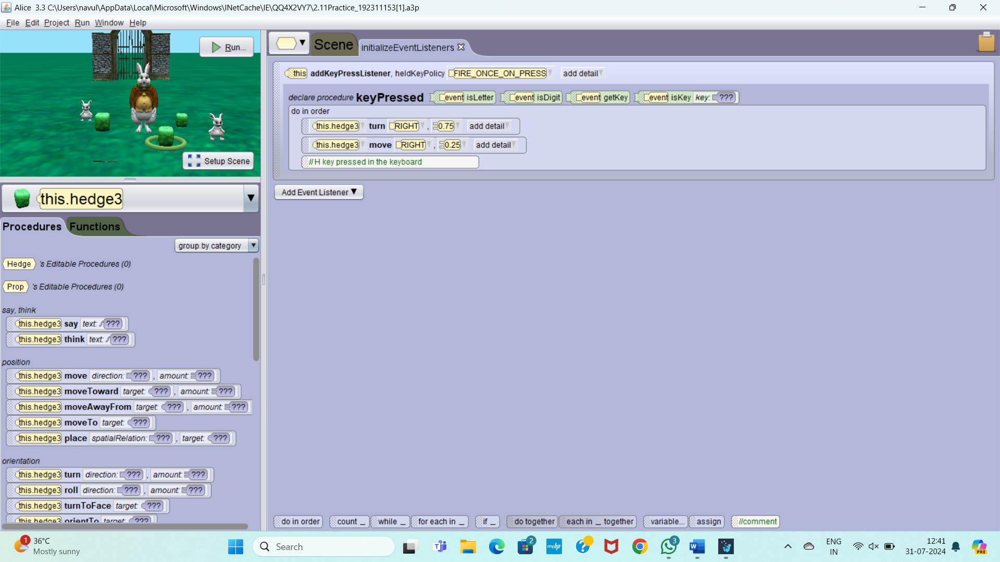 Alice 3.3 C:\Users\navul\AppData\Local\Microsoft\Windows\INetCache\IE\QQ4X2VY7\2.11Practice_192311153[1].a3p
File Edit Project Run Window Help
Run...
Setup Scene
this.hedge3
Procedures Functions
group by category
Hedge 's Editable Procedures (0)
Prop 's Editable Procedures (0)
say, think
this.hedge3 say text: ???
this.hedge3 think text: ???
position
this.hedge3 move direction: ??? , amount: ???
this.hedge3 moveToward target: ??? , amount: ???
this.hedge3 moveAwayFrom target: ??? , amount: ???
this.hedge3 moveTo target: ???
this.hedge3 place spatialRelation: ??? , target: ???
orientation
this.hedge3 turn direction: ??? , amount: ???
this.hedge3 roll direction: ??? , amount: ???
this.hedge3 turnToFace target: ???
this.hedge3 orientTo target: ???
Scene initializeEventListeners
this addKeyPressListener, heldKeyPolicy FIRE_ONCE_ON_PRESS add detail
declare procedure keyPressed event isLetter event isDigit event getKey event isKey key: ???
do in order
this.hedge3 turn RIGHT , 0.75 add detail
this.hedge3 move RIGHT , 0.25 add detail
// H key pressed in the keyboard
Add Event Listener
do in order count _ while _ for each in _ if _ do together each in _ together variable... assign //comment
1 36°C
Mostly sunny
Search
2
myhp
?
3
W
ENG
IN
12:41
31-07-2024
PRE